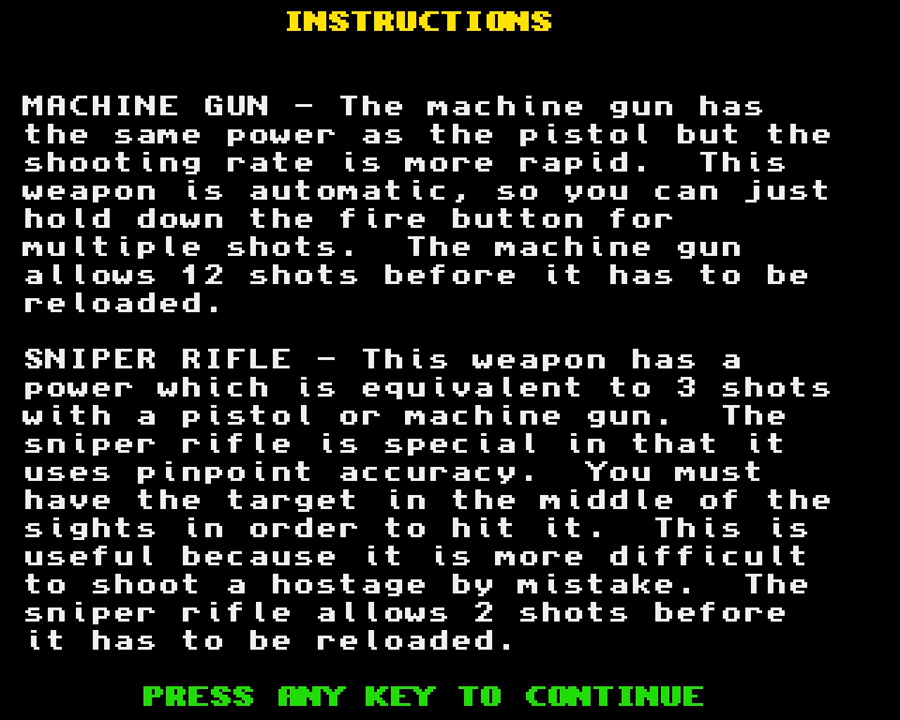 INSTRUCTIONS
MACHINE GUN - The machine gun has
the same power as the pistol but the
shooting rate is more rapid.  This
weapon is automatic, so you can just
hold down the fire button for
multiple shots.  The machine gun
allows 12 shots before it has to be
reloaded.
SNIPER RIFLE - This weapon has a
power which is equivalent to 3 shots
with a pistol or machine gun.  The
sniper rifle is special in that it
uses pinpoint accuracy.  You must
have the target in the middle of the
sights in order to hit it.  This is
useful because it is more difficult
to shoot a hostage by mistake.  The
sniper rifle allows 2 shots before
it has to be reloaded.
PRESS ANY KEY TO CONTINUE